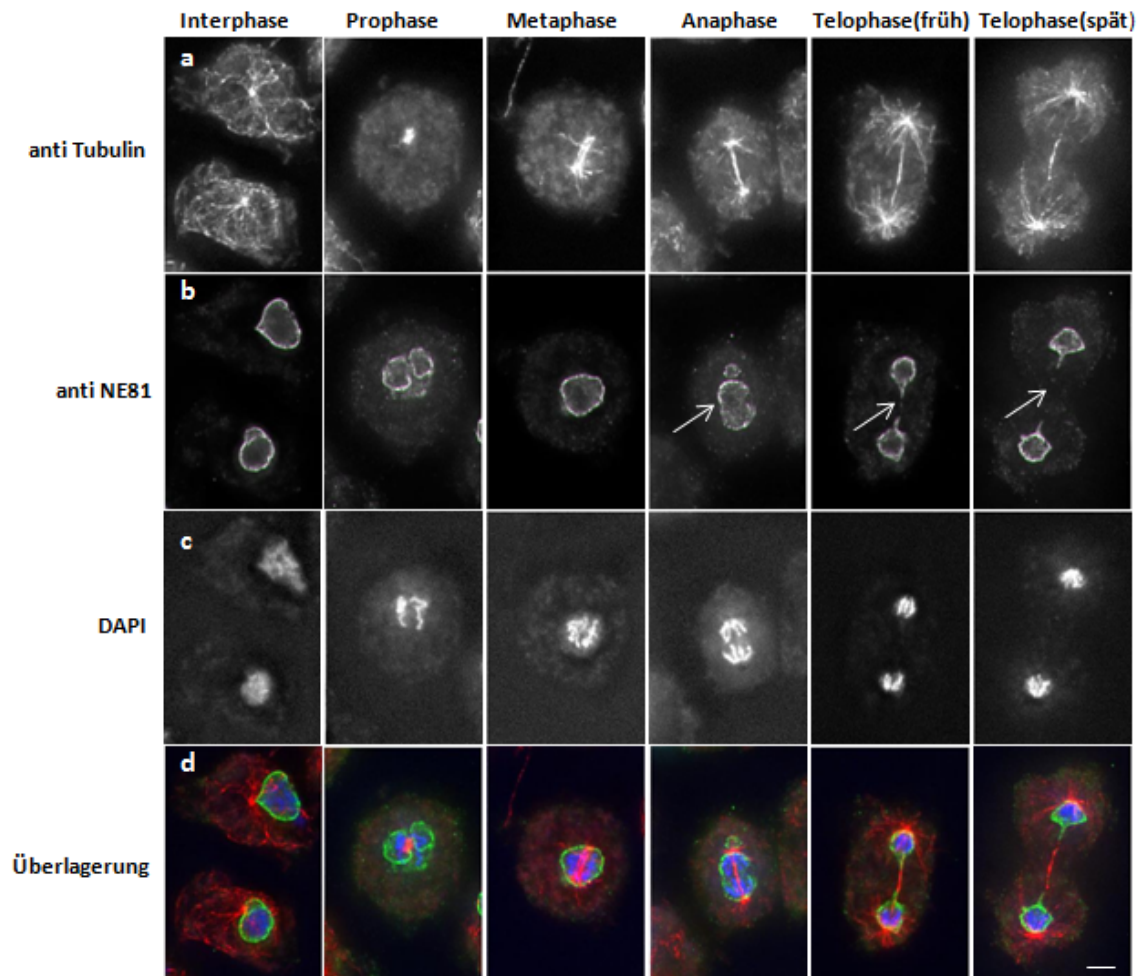 Interphase Prophase Metaphase Anaphase Telophase(früh) Telophase(spät)
a
anti Tubulin
b
anti NE81
c
DAPI
d
Überlagerung